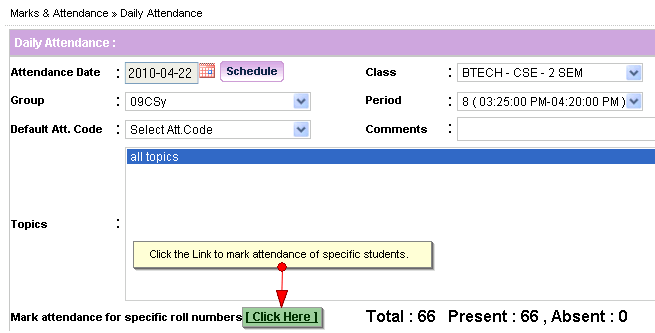 Marks & Attendance » Daily Attendance
Daily Attendance :
Attendance Date : 2010-04-22 Schedule Class : BTECH - CSE - 2 SEM
Group : 09CSy Period : 8 ( 03:25:00 PM-04:20:00 PM )
Default Att. Code : Select Att.Code Comments :
all topics
Topics :
Click the Link to mark attendance of specific students.
Mark attendance for specific roll numbers [ Click Here ] Total : 66 Present : 66 , Absent : 0